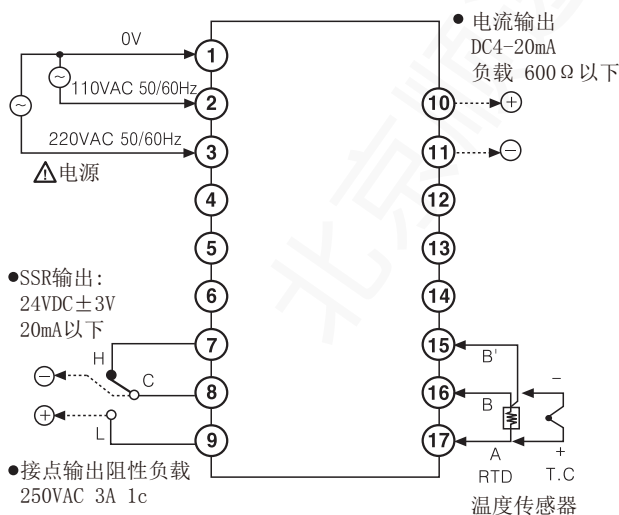 ● 电流输出
DC4-20mA
负载 600Ω以下
0V
1
~
110VAC 50/60Hz
2
~
220VAC 50/60Hz
3
⚠电源
4
5
6
●SSR输出:
24VDC±3V
20mA以下
7
H
C
8
−
+
L
9
●接点输出阻性负载
250VAC 3A 1c
10
+
11
−
12
13
14
15
B'
16
B
−
17
A
+
RTD
T.C
温度传感器
北京